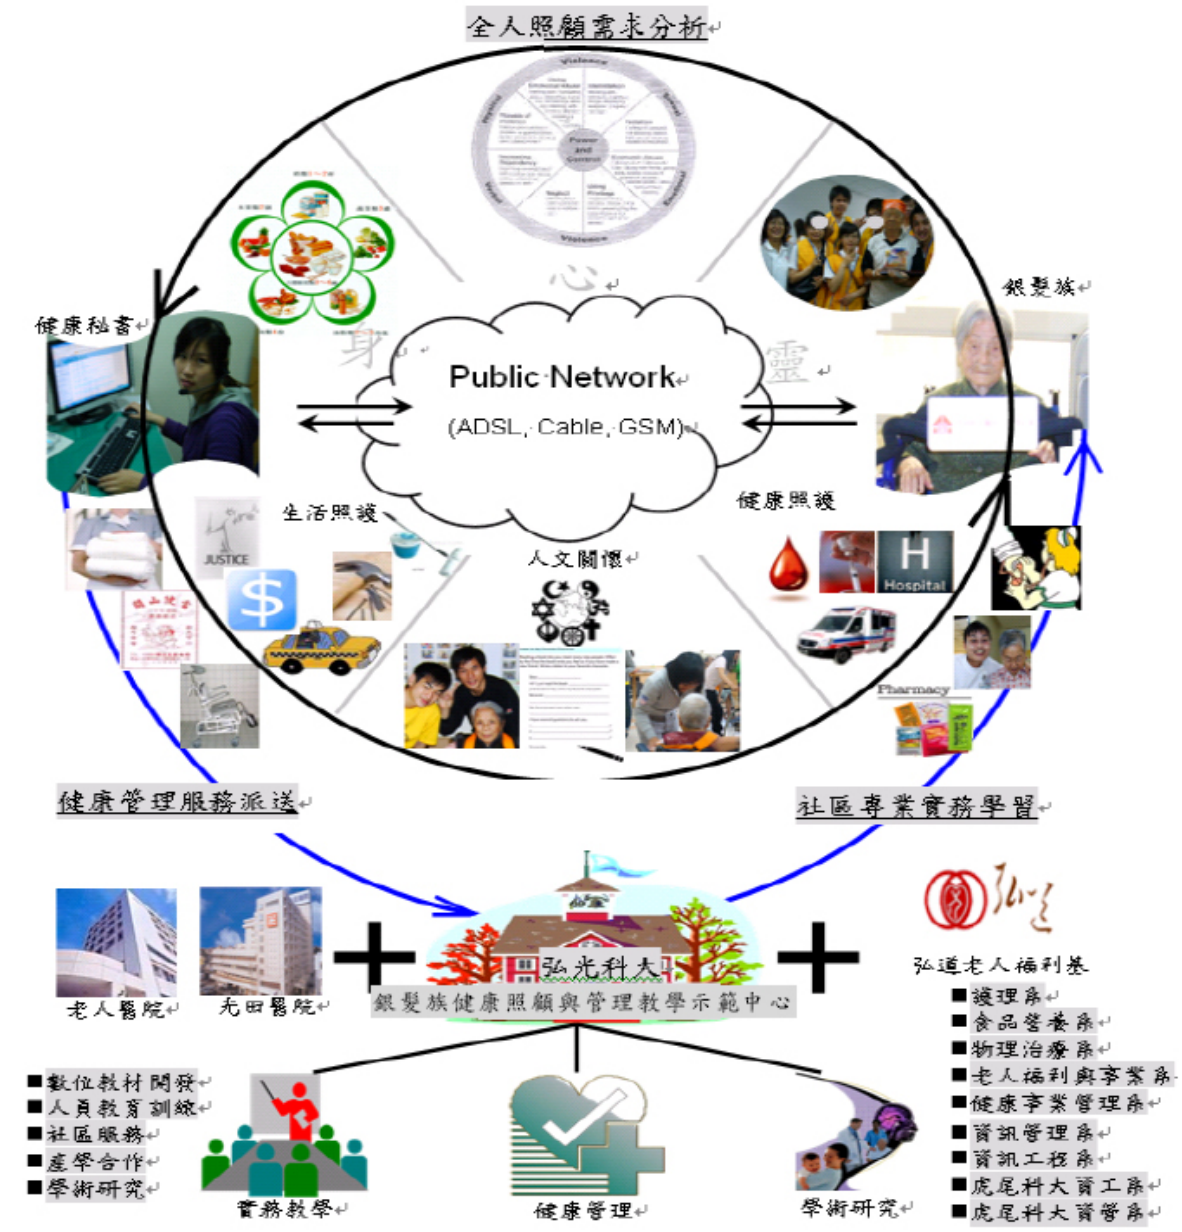 全人照顧需求分析
Violence
Power
and
Control
Violence
心
銀髮族
健康秘書
身
靈
Public Network
(ADSL, Cable, GSM)
生活照護
健康照護
JUSTICE
人文關懷
Hospital
$
Pharmacy
健康管理服務派送
社區專業實務學習
弘道
弘光科大
弘道老人福利基
老人醫院
光田醫院
銀髮族健康照顧與管理教學示範中心
■護理系
■食品營養系
■物理治療系
■老人福利與事業系
■健康事業管理系
■資訊管理系
■資訊工程系
■虎尾科大資工系
■虎尾科大資管系
■數位教材開發
■人員教育訓練
■社區服務
■產學合作
■學術研究
實務教學
健康管理
學術研究